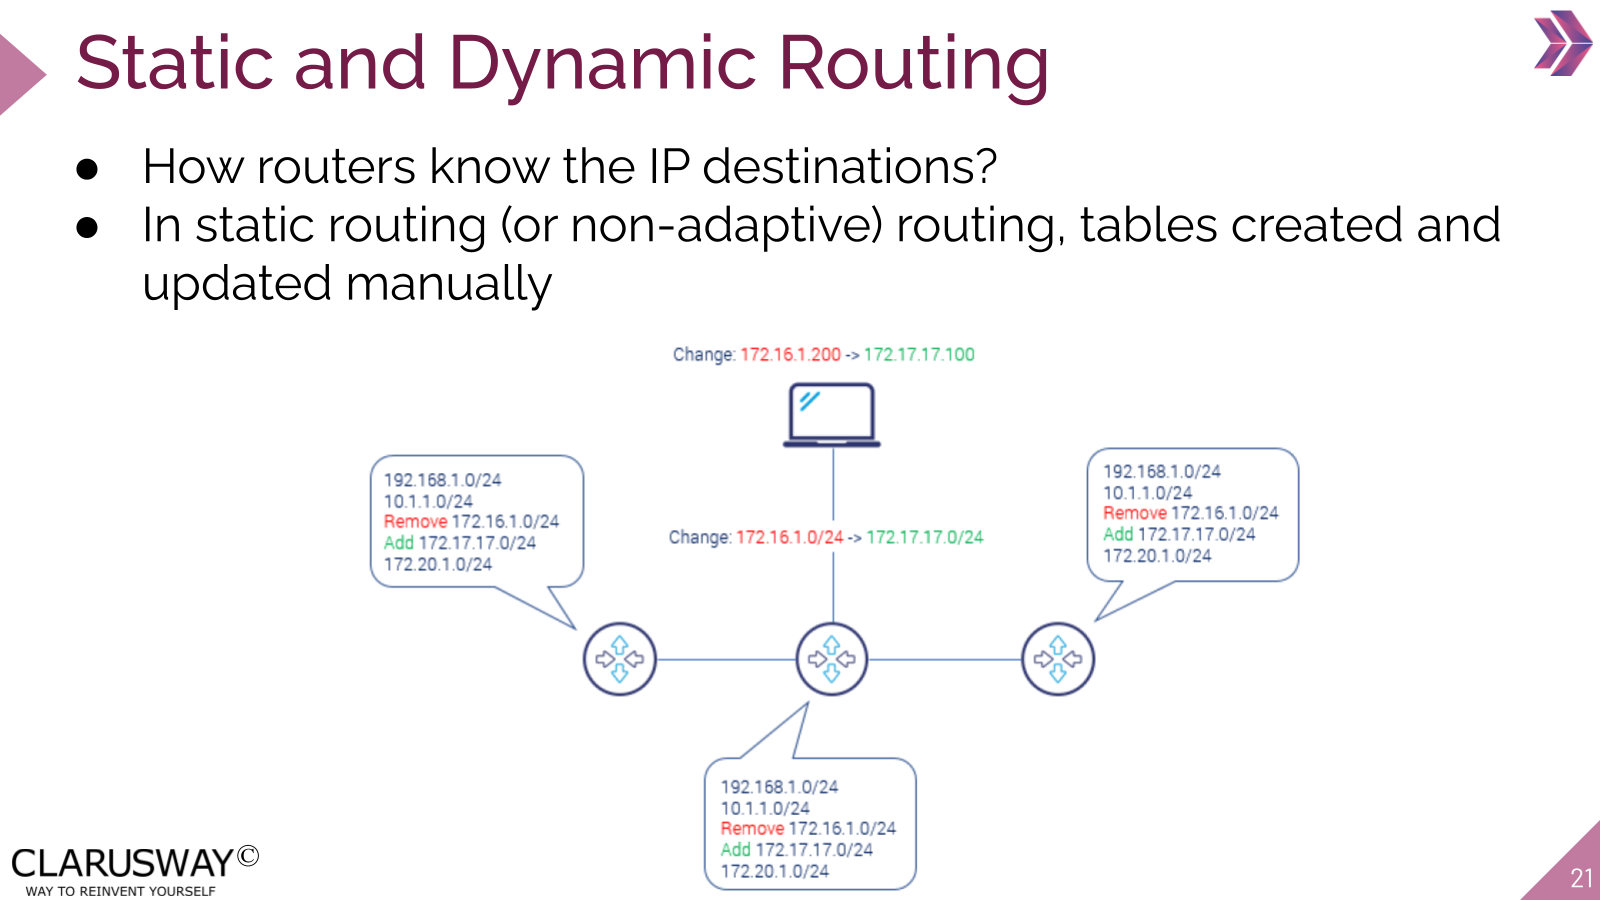 Static and Dynamic Routing
● How routers know the IP destinations?
● In static routing (or non-adaptive) routing, tables created and
updated manually
Change: 172.16.1.200 -> 172.17.17.100
192.168.1.0/24
10.1.1.0/24
Remove 172.16.1.0/24
Add 172.17.17.0/24
172.20.1.0/24
Change: 172.16.1.0/24 -> 172.17.17.0/24
192.168.1.0/24
10.1.1.0/24
Remove 172.16.1.0/24
Add 172.17.17.0/24
172.20.1.0/24
192.168.1.0/24
10.1.1.0/24
Remove 172.16.1.0/24
Add 172.17.17.0/24
172.20.1.0/24
CLARUSWAY©
WAY TO REINVENT YOURSELF
21